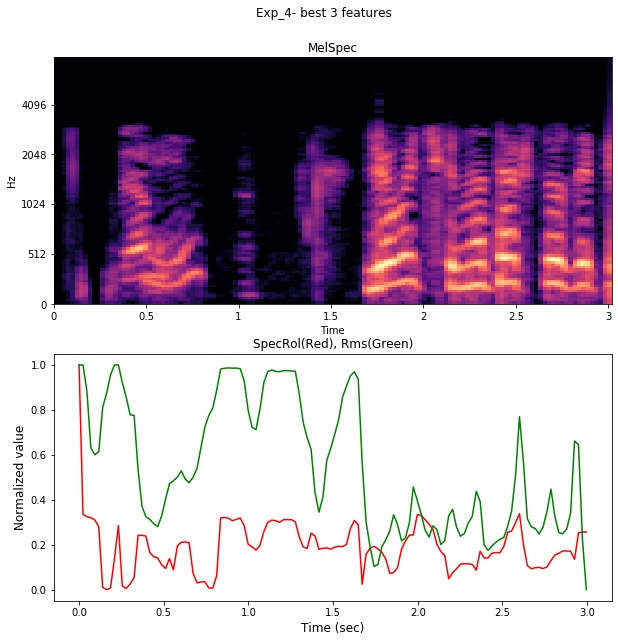 Exp_4- best 3 features
MelSpec
4096
2048
1024
512
0
Hz
0 0.5 1 1.5 2 2.5 3
Time
SpecRol(Red), Rms(Green)
1.0
0.8
0.6
0.4
0.2
0.0
Normalized value
0.0 0.5 1.0 1.5 2.0 2.5 3.0
Time (sec)